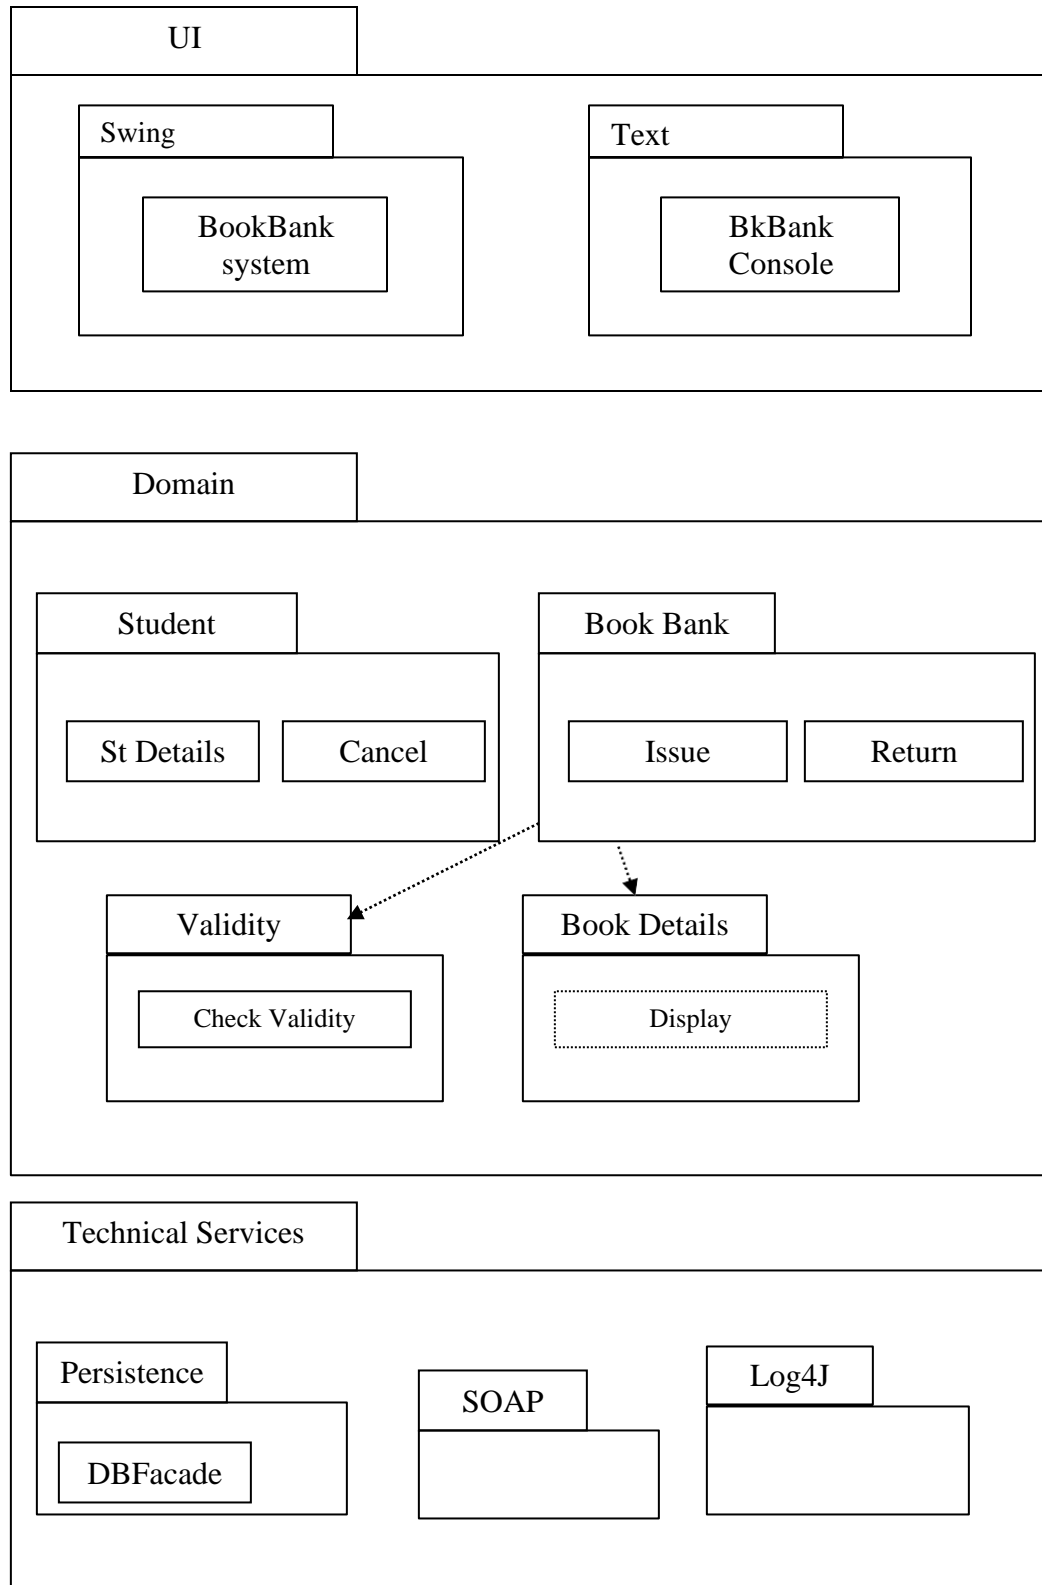 UI
Swing
Text
BookBank
system
BkBank
Console
Domain
Student
Book Bank
St Details
Cancel
Issue
Return
Validity
Book Details
Check Validity
Display
Technical Services
Persistence
SOAP
Log4J
DBFacade